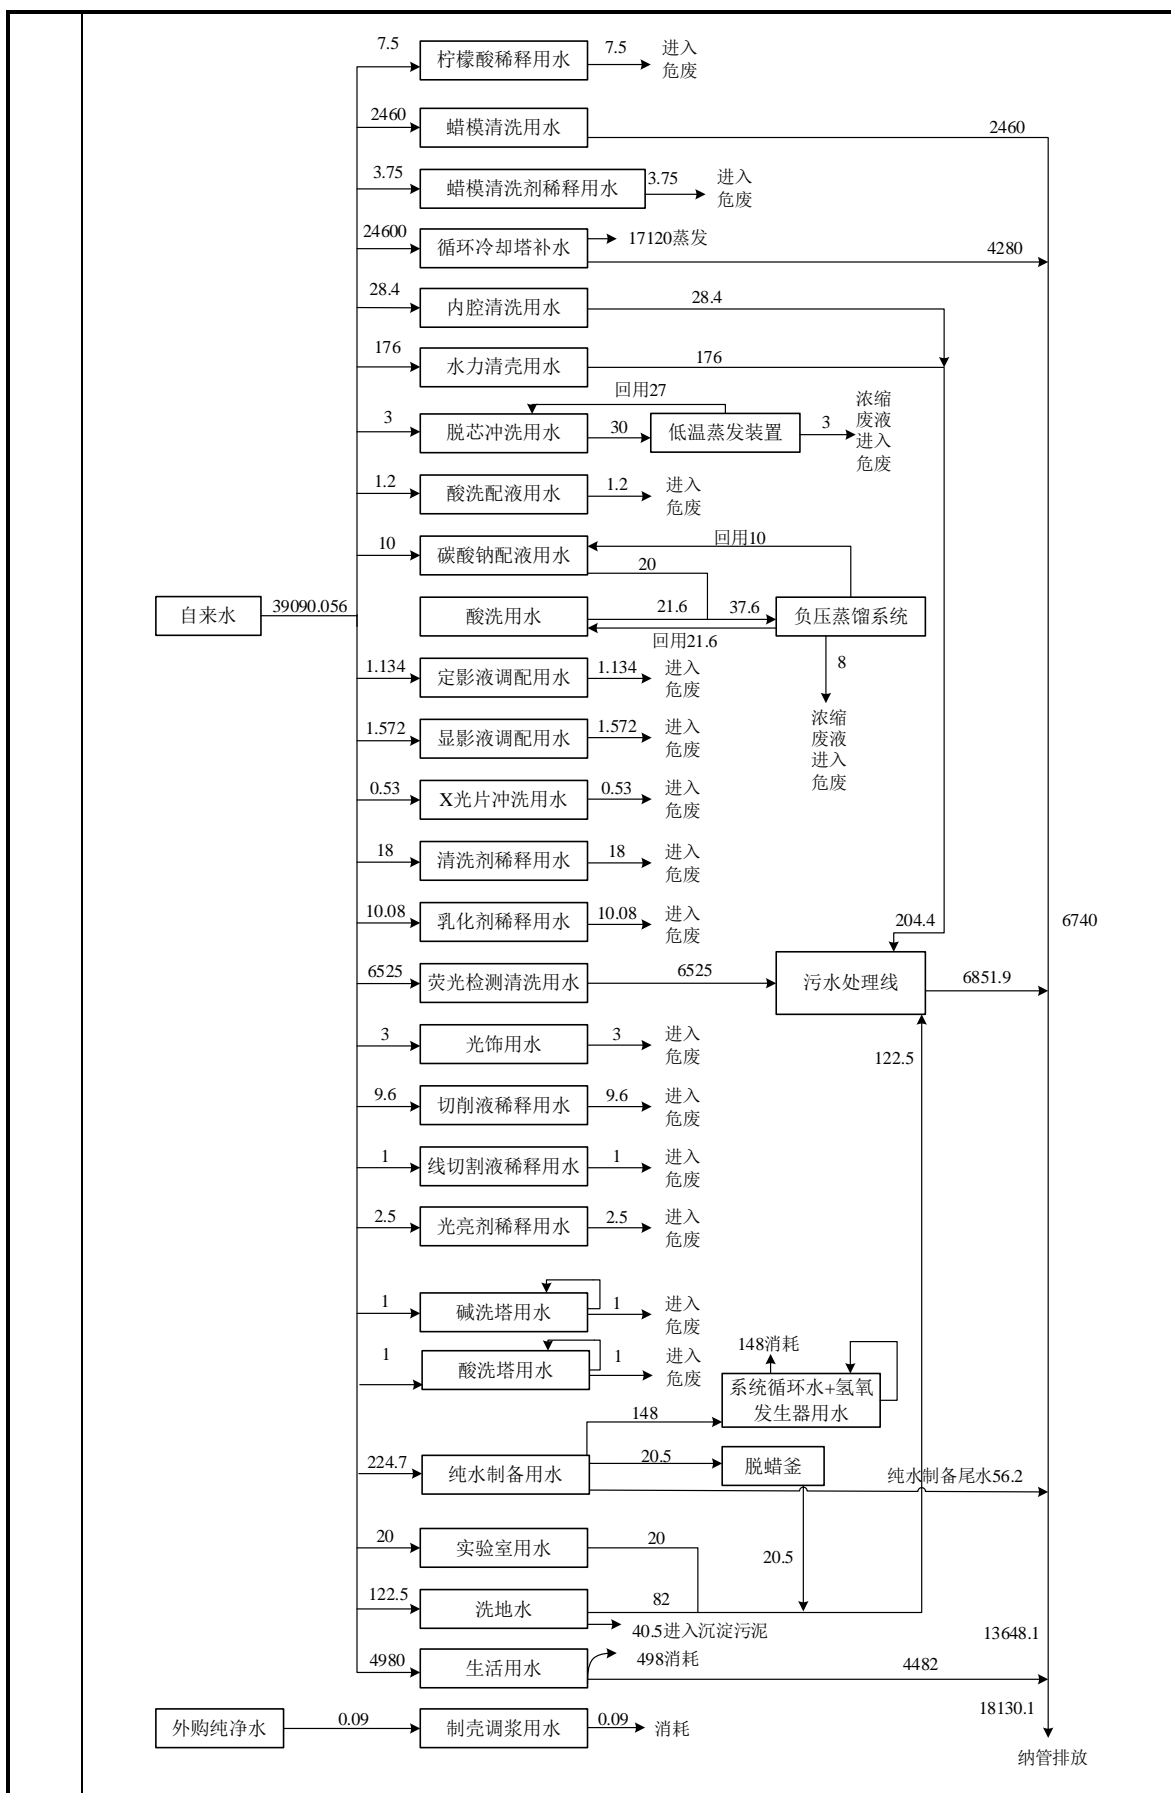 7.5
柠檬酸稀释用水
7.5
进入
危废
2460
蜡模清洗用水
2460
3.75
蜡模清洗剂稀释用水
3.75
进入
危废
24600
循环冷却塔补水
17120蒸发
4280
28.4
内腔清洗用水
28.4
176
水力清壳用水
176
回用27
3
脱芯冲洗用水
30
低温蒸发装置
3
浓缩
废液
进入
危废
1.2
酸洗配液用水
1.2
进入
危废
回用10
10
碳酸钠配液用水
20
自来水
39090.056
酸洗用水
21.6
37.6
负压蒸馏系统
回用21.6
8
浓缩
废液
进入
危废
1.134
定影液调配用水
1.134
进入
危废
1.572
显影液调配用水
1.572
进入
危废
0.53
X光片冲洗用水
0.53
进入
危废
18
清洗剂稀释用水
18
进入
危废
10.08
乳化剂稀释用水
10.08
进入
危废
204.4
6740
6525
荧光检测清洗用水
6525
污水处理线
6851.9
3
光饰用水
3
进入
危废
122.5
9.6
切削液稀释用水
9.6
进入
危废
1
线切割液稀释用水
1
进入
危废
2.5
光亮剂稀释用水
2.5
进入
危废
1
碱洗塔用水
1
进入
危废
1
酸洗塔用水
1
进入
危废
148消耗
系统循环水+氢氧
发生器用水
148
224.7
纯水制备用水
20.5
脱蜡釜
纯水制备尾水56.2
20
实验室用水
20
20.5
122.5
洗地水
82
40.5进入沉淀污泥
13648.1
4980
生活用水
498消耗
4482
18130.1
外购纯净水
0.09
制壳调浆用水
0.09
消耗
纳管排放